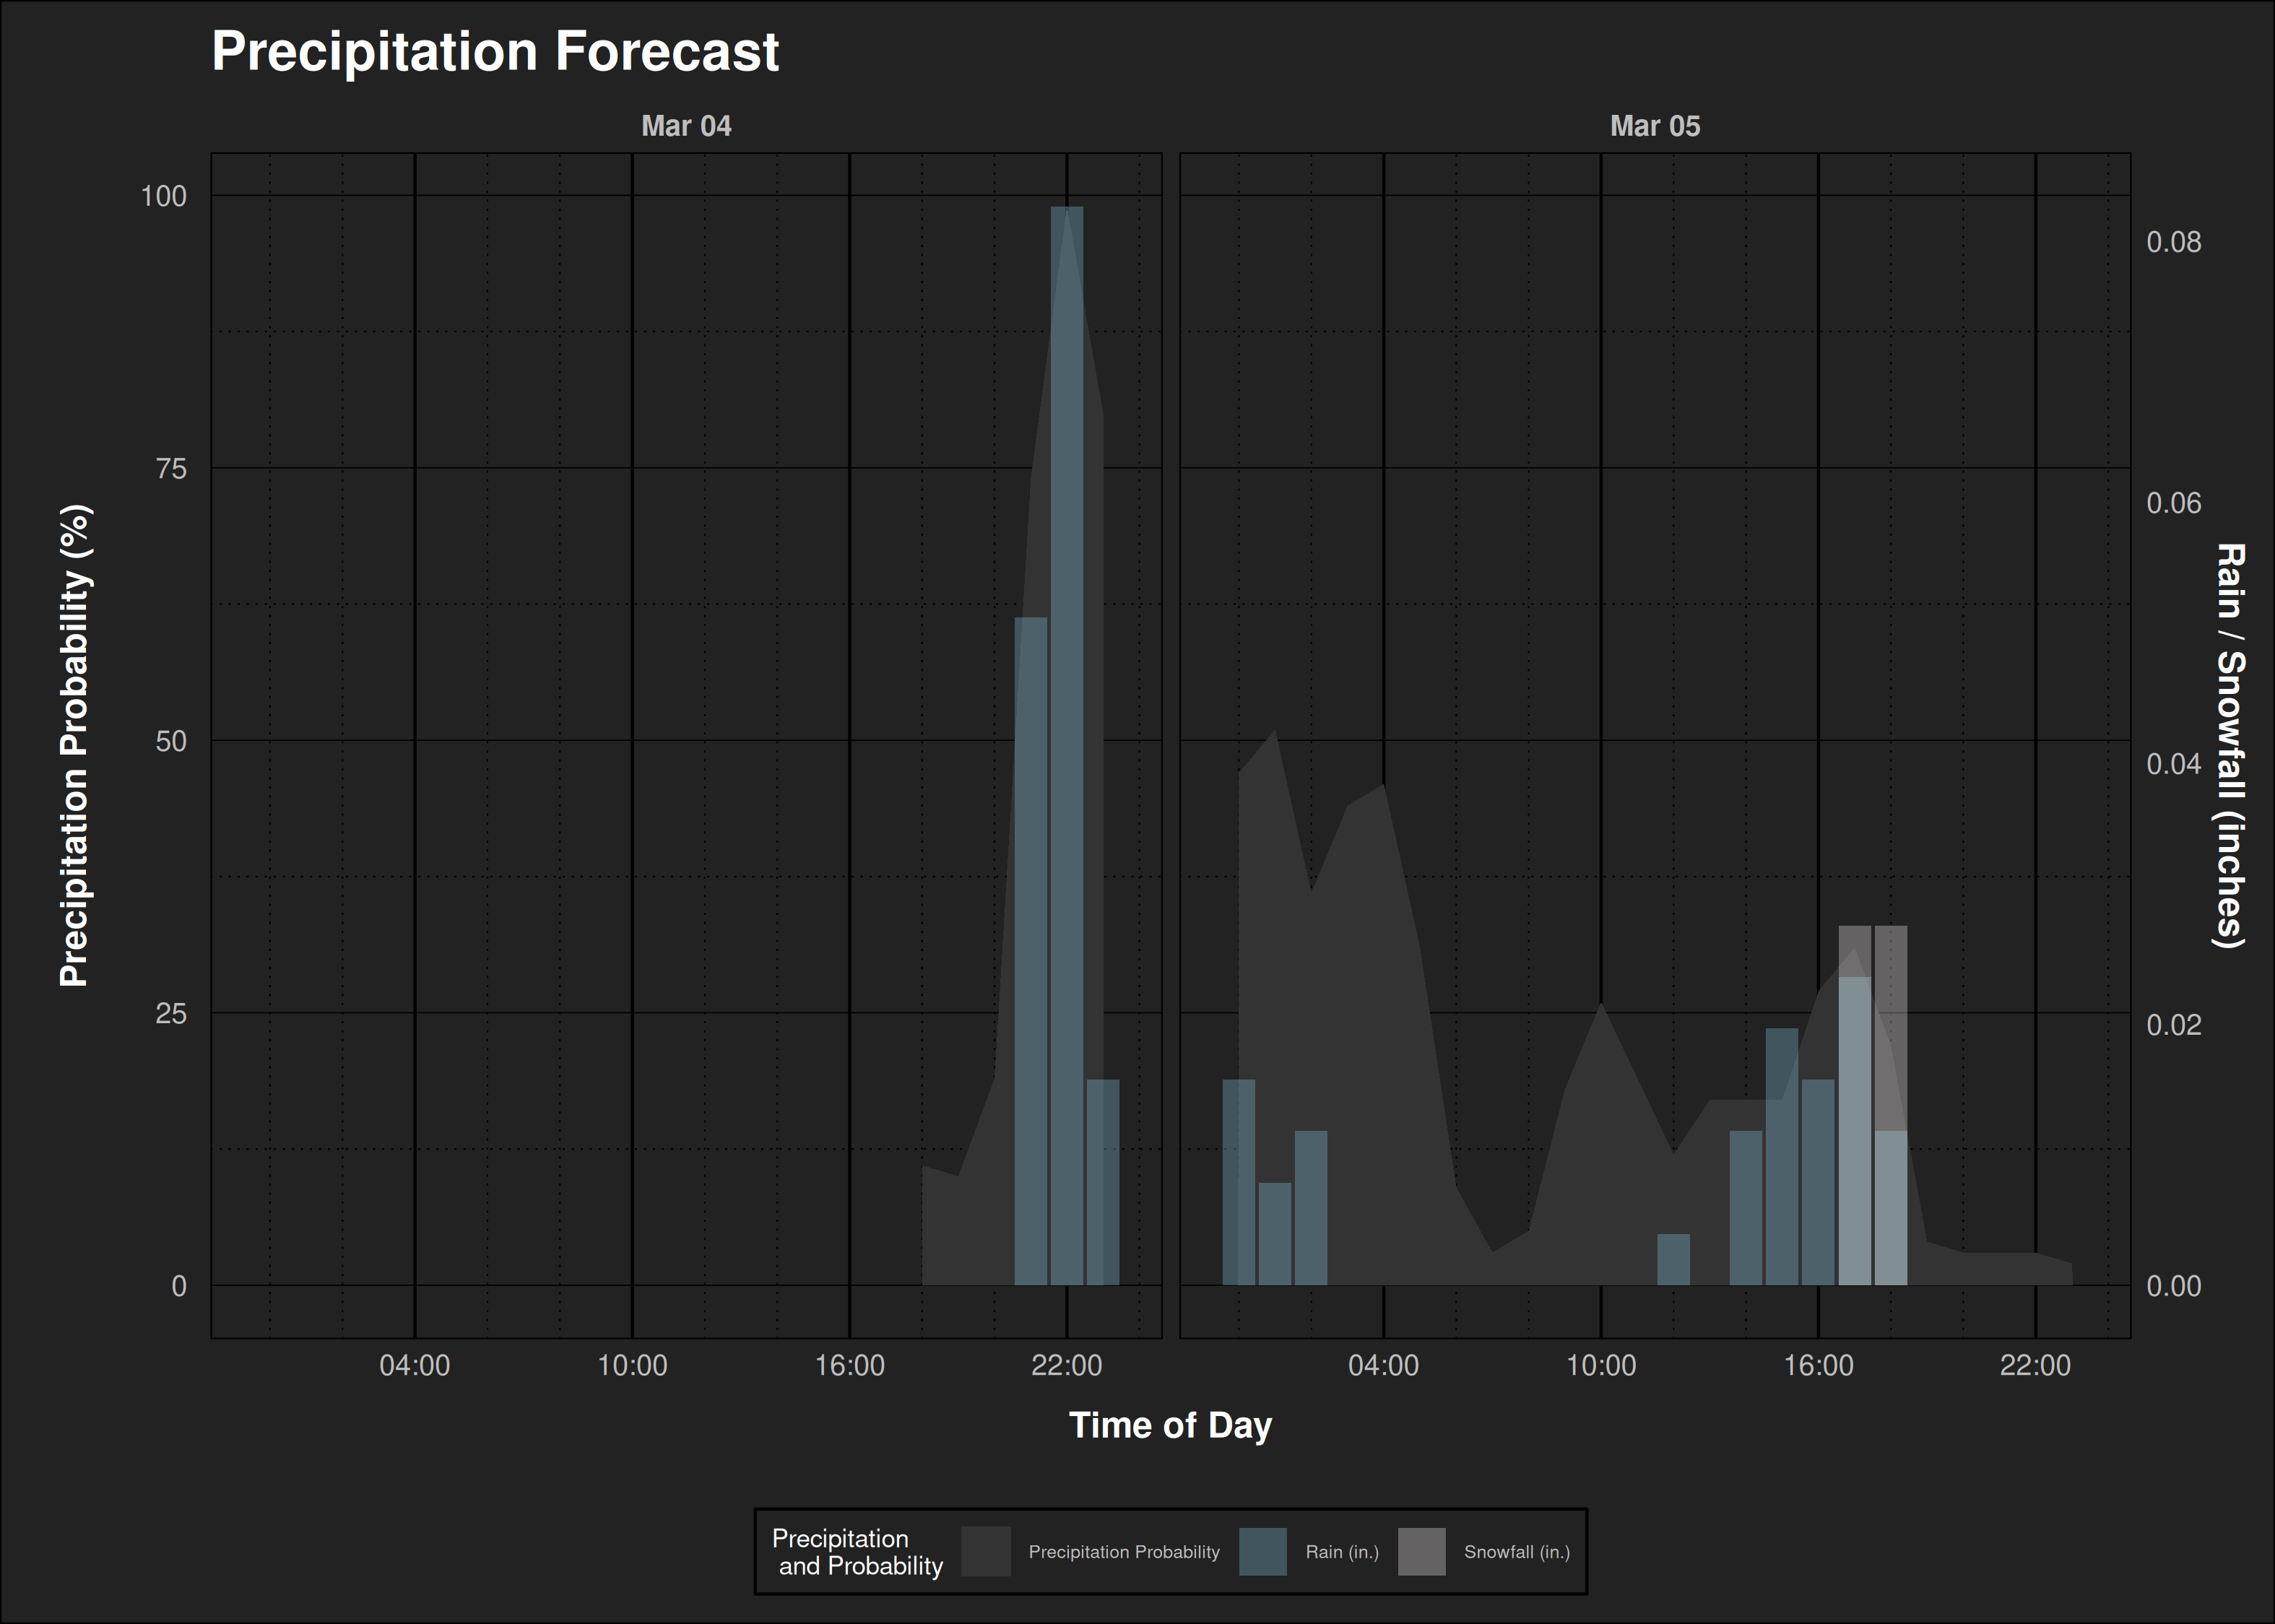 Precipitation Forecast
Mar 04
Mar 05
100
75
50
25
0
Precipitation Probability (%)
0.08
0.06
0.04
0.02
0.00
Rain / Snowfall (inches)
04:00 10:00 16:00 22:00 04:00 10:00 16:00 22:00
Time of Day
Precipitation
and Probability
Precipitation Probability
Rain (in.)
Snowfall (in.)